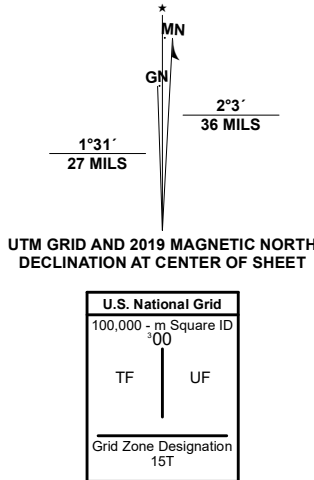 ★
MN
GN
2°3´
36 MILS
1°31´
27 MILS
UTM GRID AND 2019 MAGNETIC NORTH
DECLINATION AT CENTER OF SHEET
U.S. National Grid
100,000 - m Square ID
³00
TF UF
Grid Zone Designation
15T